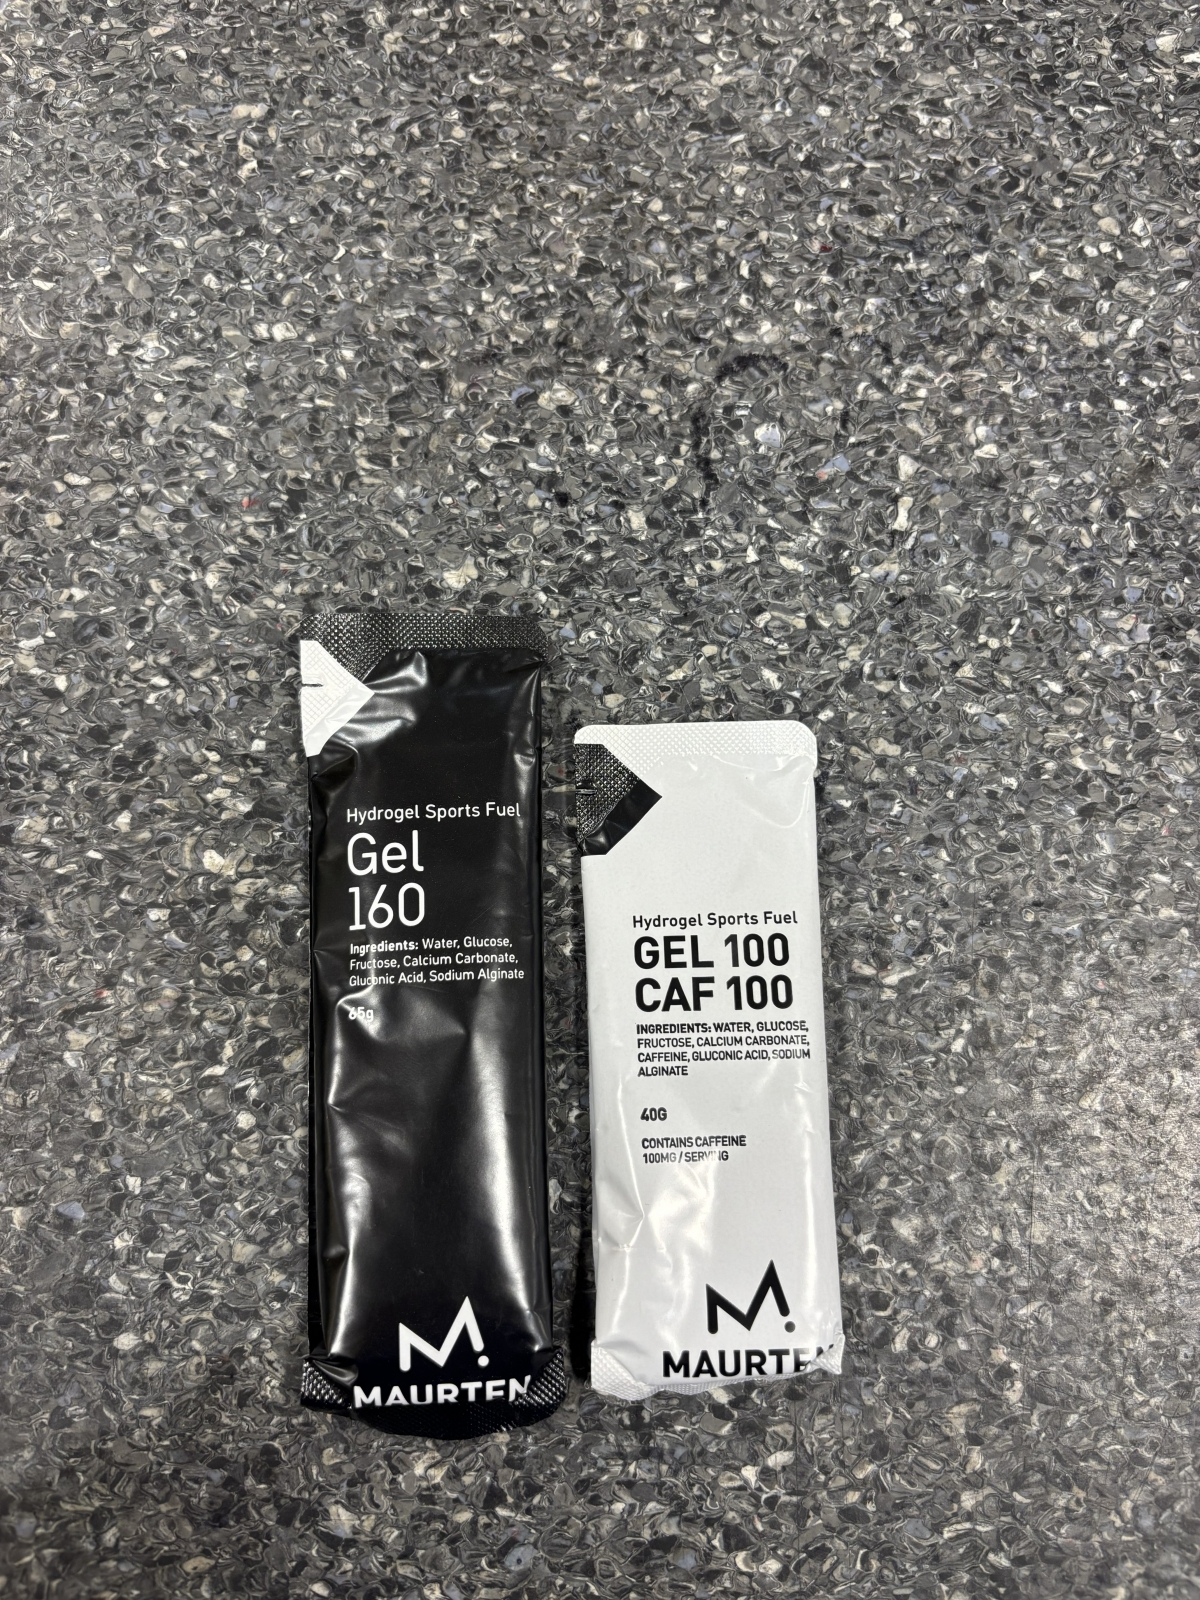 Hydrogel Sports Fuel
Gel
160
Ingredients: Water, Glucose,
Fructose, Calcium Carbonate,
Gluconic Acid, Sodium Alginate
65g
MAURTEN
Hydrogel Sports Fuel
GEL 100
CAF 100
INGREDIENTS: WATER, GLUCOSE,
FRUCTOSE, CALCIUM CARBONATE,
CAFFEINE, GLUCONIC ACID, SODIUM
ALGINATE
40G
CONTAINS CAFFEINE
100MG / SERVING
MAURTEN